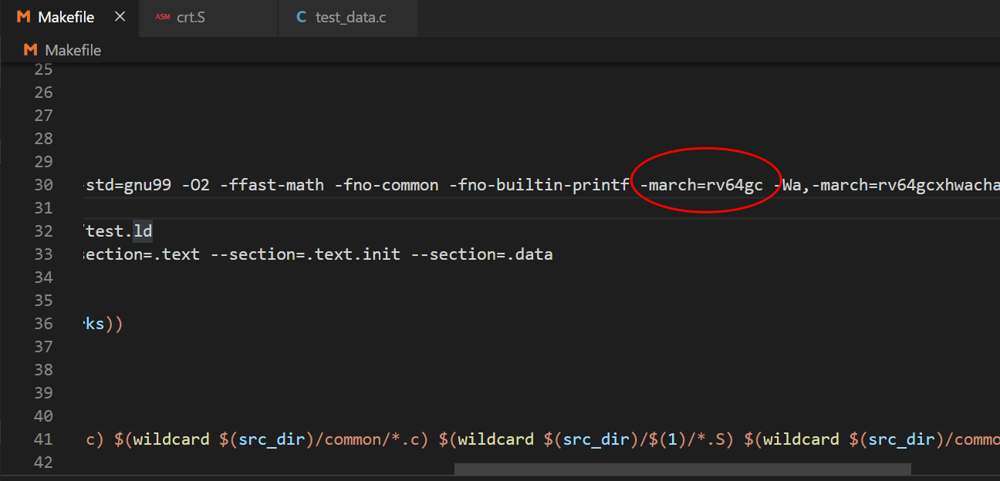 Makefile
ASM crt.S
C test_data.c
Makefile
25
26
27
28
29
30 -std=gnu99 -O2 -ffast-math -fno-common -fno-builtin-printf -march=rv64gc -Wa,-march=rv64gcxhwacha
31
32 /test.ld
33 section=.text --section=.text.init --section=.data
34
35
36 ks))
37
38
39
40
41 c) $(wildcard $(src_dir)/common/*.c) $(wildcard $(src_dir)/$(1)/*.S) $(wildcard $(src_dir)/commo
42